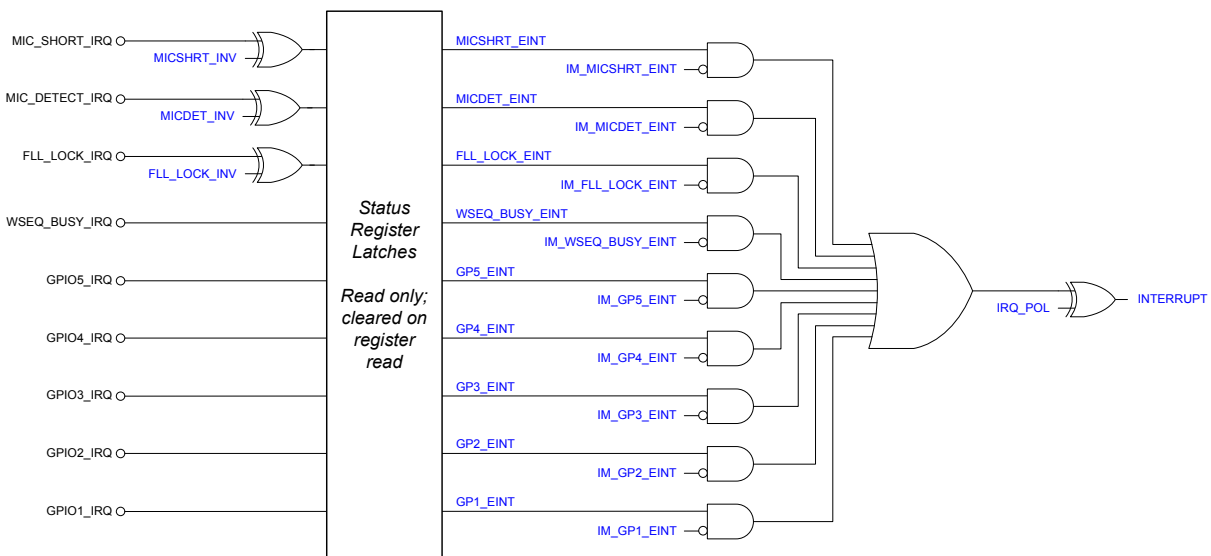 MIC_SHORT_IRQ
MICSHRT_INV
MICSHRT_EINT
IM_MICSHRT_EINT
MIC_DETECT_IRQ
MICDET_INV
MICDET_EINT
IM_MICDET_EINT
FLL_LOCK_IRQ
FLL_LOCK_INV
FLL_LOCK_EINT
IM_FLL_LOCK_EINT
WSEQ_BUSY_IRQ
WSEQ_BUSY_EINT
IM_WSEQ_BUSY_EINT
Status
Register
Latches
Read only;
cleared on
register
read
GPIO5_IRQ
GP5_EINT
IM_GP5_EINT
IRQ_POL
INTERRUPT
GPIO4_IRQ
GP4_EINT
IM_GP4_EINT
GPIO3_IRQ
GP3_EINT
IM_GP3_EINT
GPIO2_IRQ
GP2_EINT
IM_GP2_EINT
GPIO1_IRQ
GP1_EINT
IM_GP1_EINT